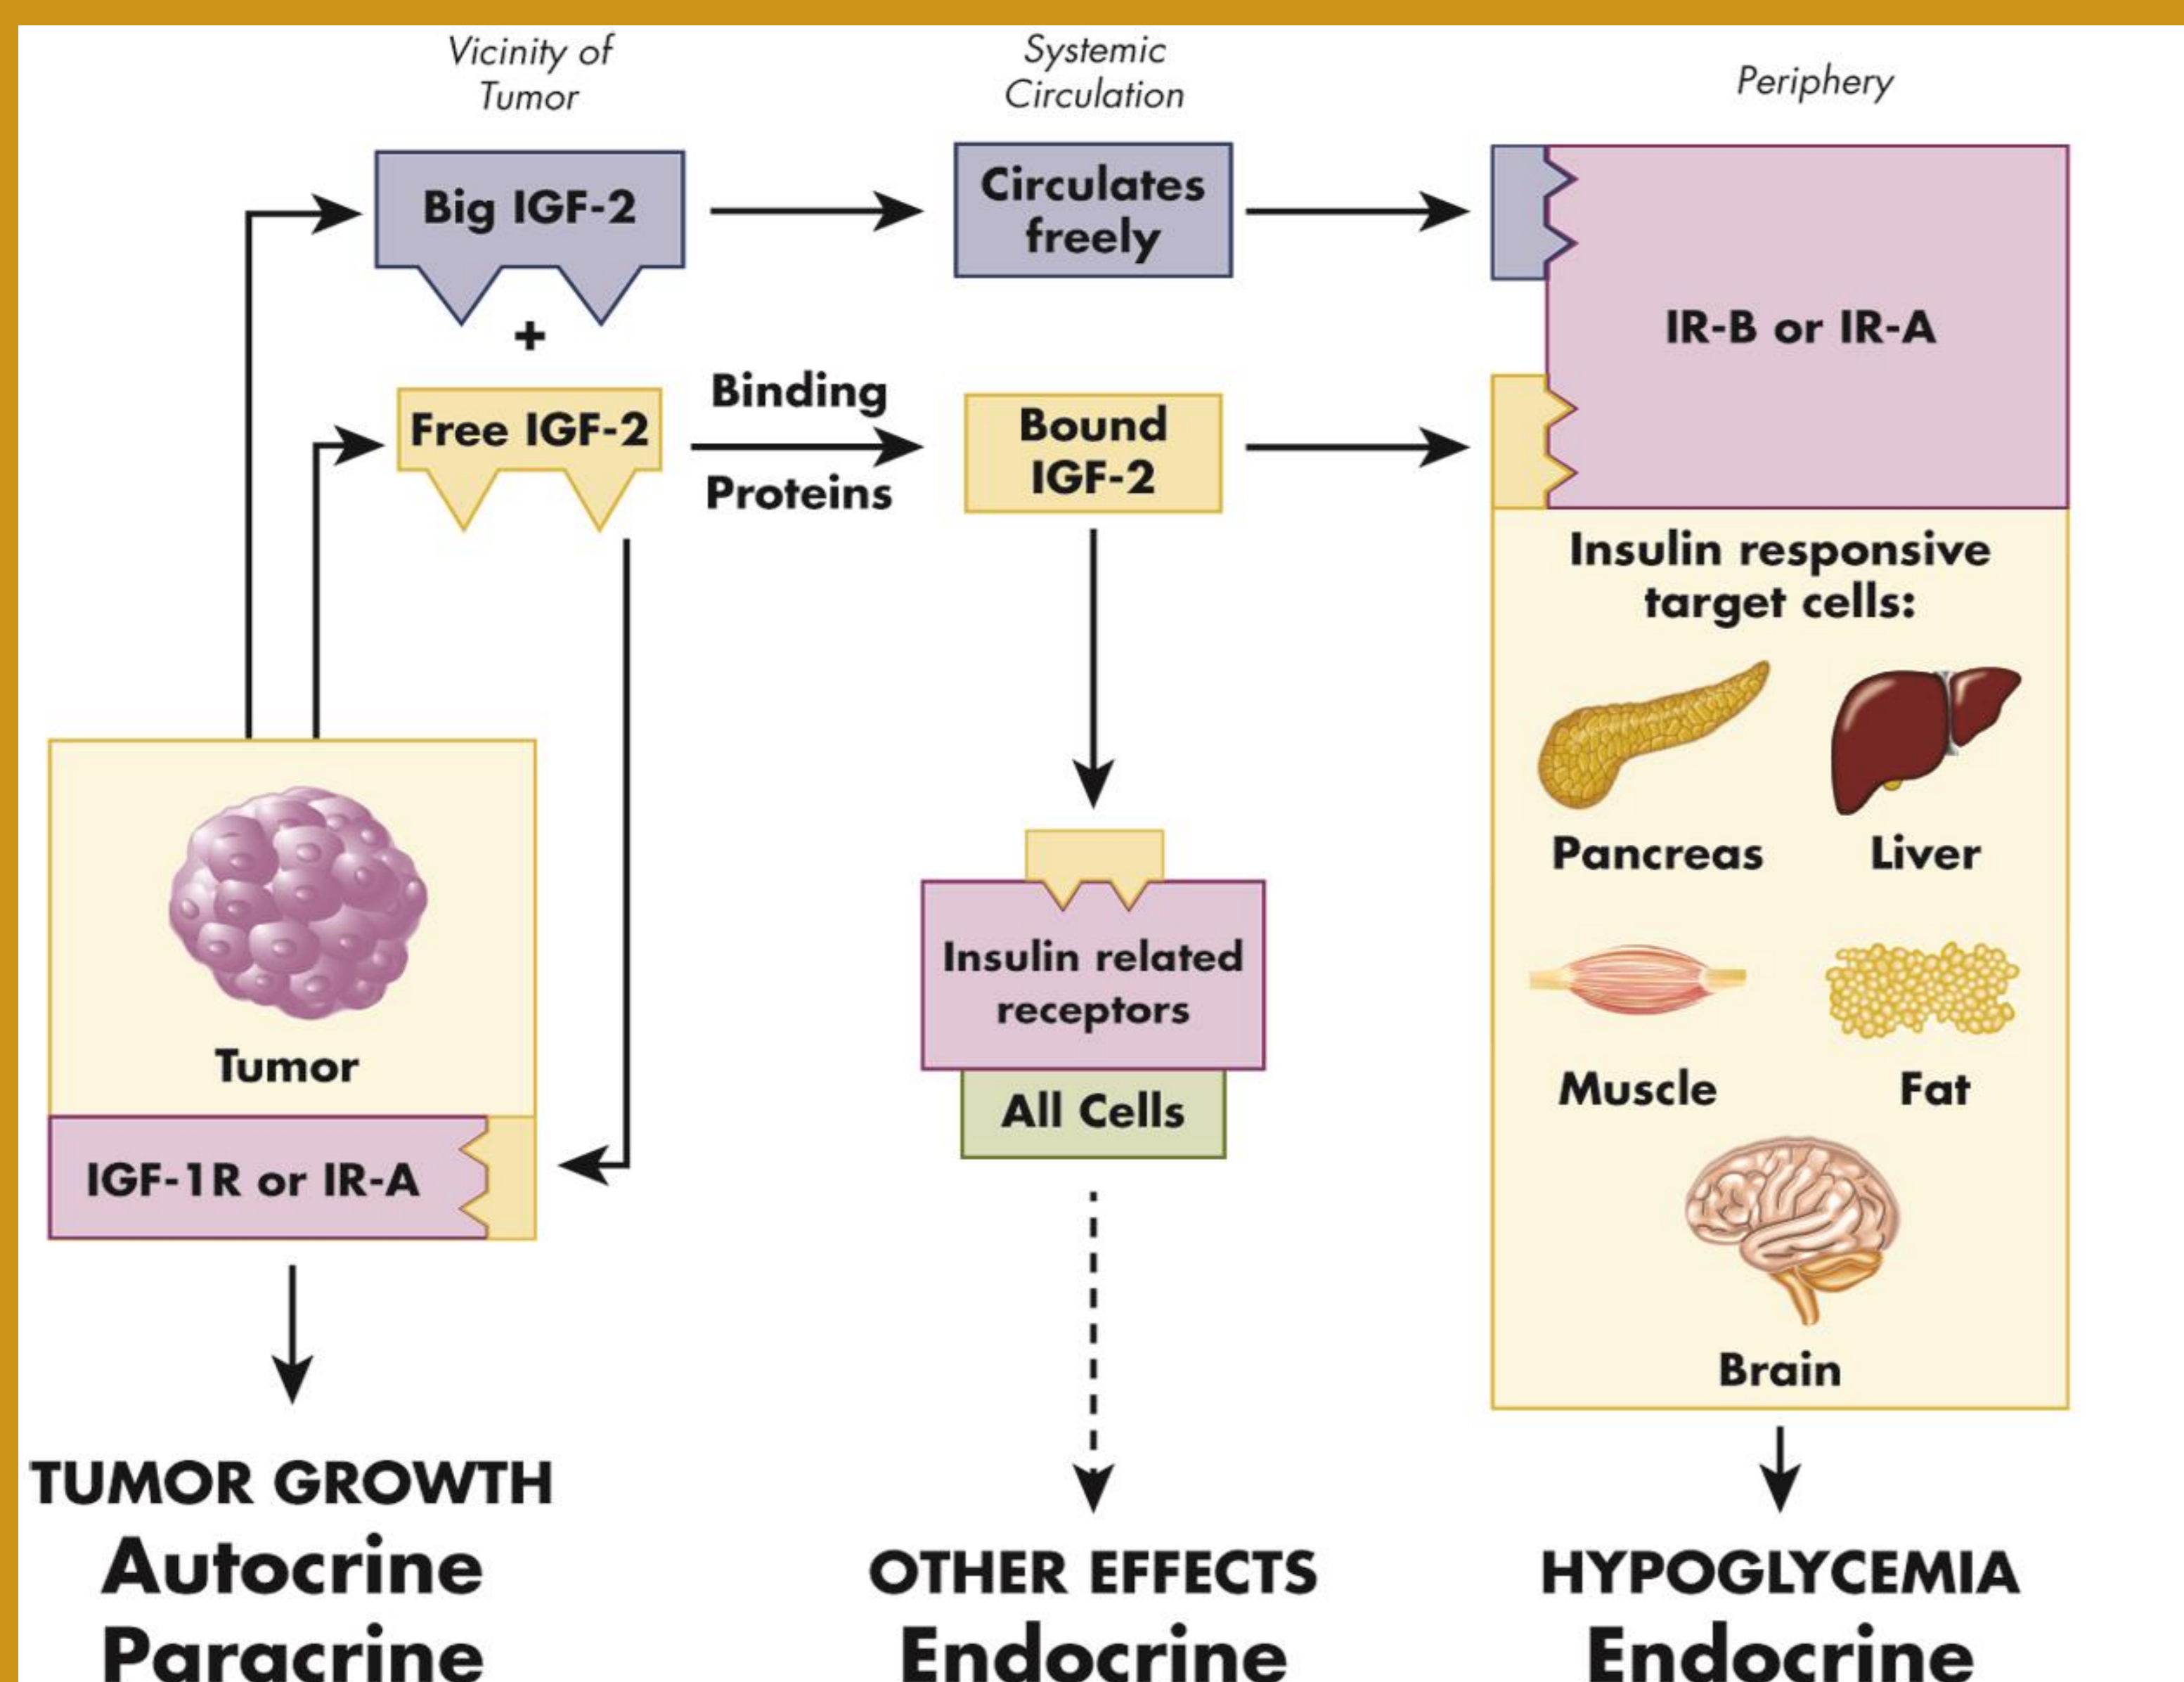 Vicinity of
Tumor
Systemic
Circulation
Periphery
Big IGF-2
Circulates
freely
IR-B or IR-A
+
Free IGF-2
Binding
Proteins
Bound
IGF-2
Insulin responsive
target cells:
Pancreas
Liver
Muscle
Fat
Brain
Insulin related
receptors
All Cells
Tumor
IGF-1R or IR-A
TUMOR GROWTH
Autocrine
Paracrine
OTHER EFFECTS
Endocrine
HYPOGLYCEMIA
Endocrine